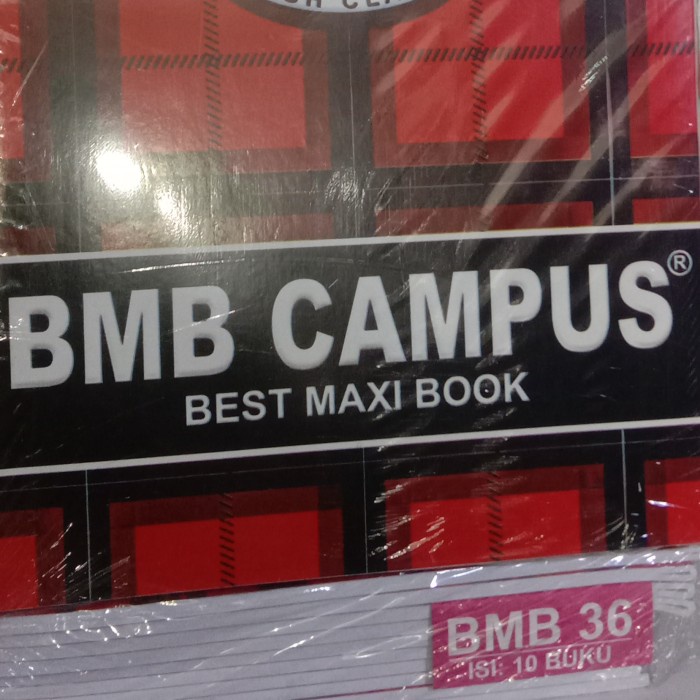 BMB CAMPUS®
BEST MAXI BOOK
BMB 36
ISI: 10 BUKU